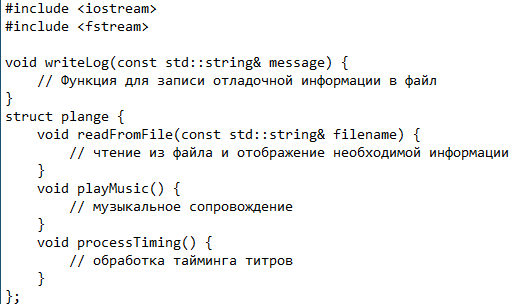 #include <iostream>
#include <fstream>

void writeLog(const std::string& message) {
    // Функция для записи отладочной информации в файл
}
struct plange {
    void readFromFile(const std::string& filename) {
        // чтение из файла и отображение необходимой информации
    }
    void playMusic() {
        // музыкальное сопровождение
    }
    void processTiming() {
        // обработка тайминга титров
    }
};